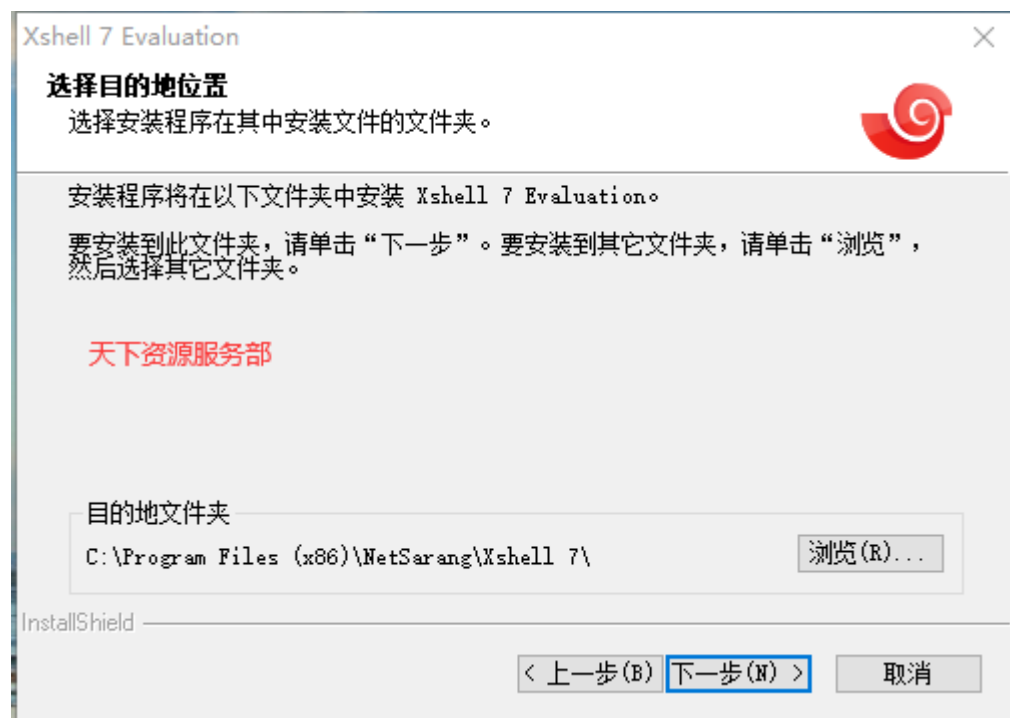 Xshell 7 Evaluation
选择目的地位置
选择安装程序在其中安装文件的文件夹。
安装程序将在以下文件夹中安装 Xshell 7 Evaluation。
要安装到此文件夹，请单击“下一步”。要安装到其它文件夹，请单击“浏览”，
然后选择其它文件夹。
天下资源服务部
目的地文件夹
C:\Program Files (x86)\NetSarang\Xshell 7\
浏览(R)...
InstallShield
< 上一步(B) 下一步(N) > 取消